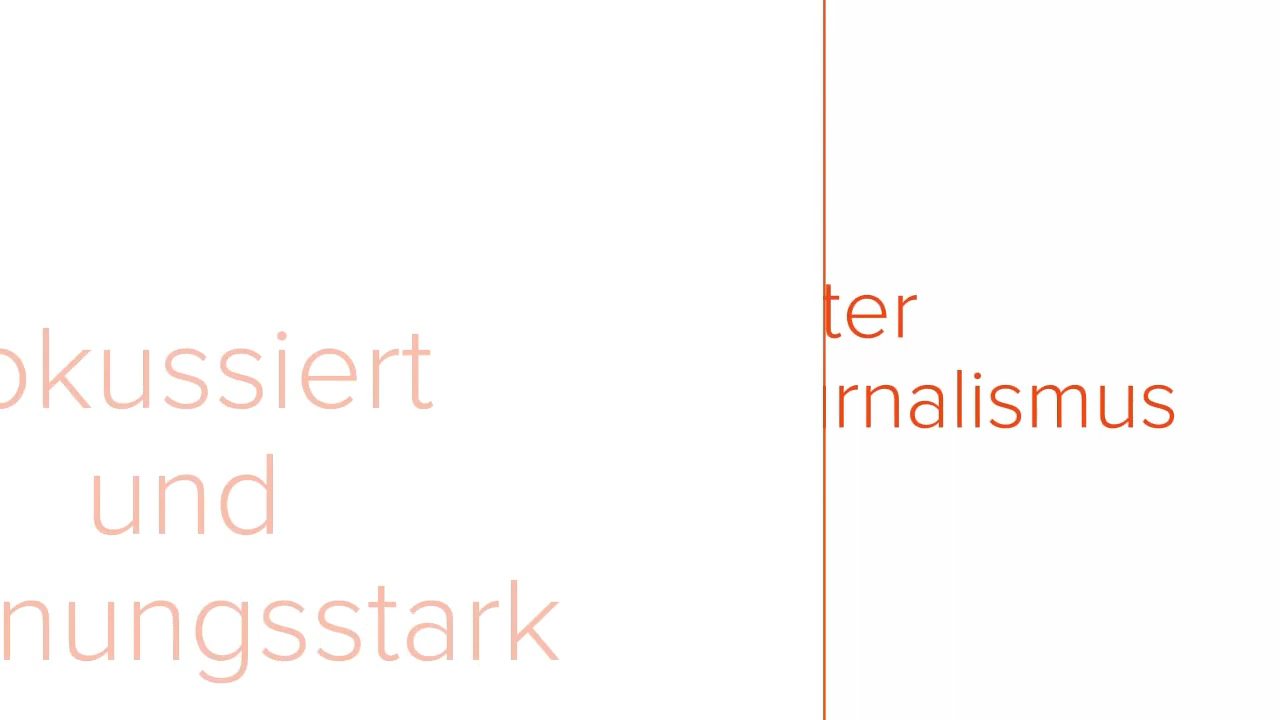 okussiert
und
nungsstark
ter
rnalismus